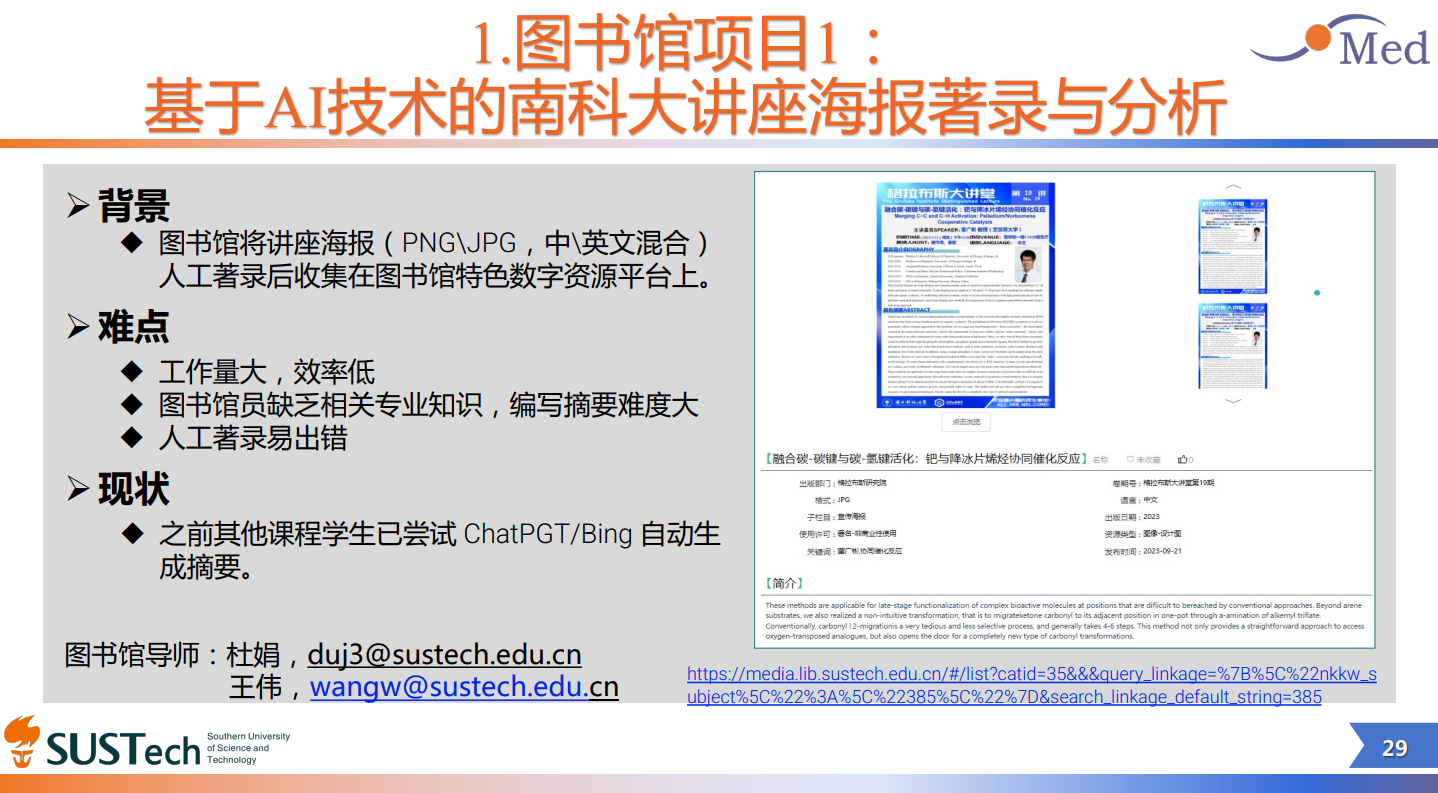 1.图书馆项目1：
基于AI技术的南科大讲座海报著录与分析
Med
➢背景
◆ 图书馆将讲座海报（PNG\JPG，中\英文混合）
人工著录后收集在图书馆特色数字资源平台上。
➢难点
◆ 工作量大，效率低
◆ 图书馆员缺乏相关专业知识，编写摘要难度大
◆ 人工著录易出错
➢现状
◆ 之前其他课程学生已尝试 ChatPGT/Bing 自动生
成摘要。
图书馆导师：杜娟，duj3@sustech.edu.cn
王伟，wangw@sustech.edu.cn
格拉布斯大讲堂 第 19 讲
The Grubbs Institute Distinguished Lecture No. 19
融合碳-碳键与碳-氢键活化：钯与降冰片烯烃协同催化反应
Merging C–C and C–H Activation: Palladium/Norbornene
Cooperative Catalysis
点击浏览
【融合碳-碳键与碳-氢键活化：钯与降冰片烯烃协同催化反应】 名称 未收藏 0
出版部门：格拉布斯研究院 卷期号：格拉布斯大讲堂第19期
格式：JPG 语言：中文
子栏目：宣传海报 出版日期：2023
使用许可：署名-非商业性使用 资源类型：图像-设计图
关键词：董广彬,协同催化反应 发布时间：2023-09-21
【简介】
These methods are applicable for late-stage functionalization of complex bioactive molecules at positions that are difficult to bereached by conventional approaches. Beyond arene
substrates, we also realized a non-intuitive transformation, that is to migrateketone carbonyl to its adjacent position in one-pot through a-amination of alkenyl triflate.
Conventionally, carbonyl l,2-migrationis a very tedious and less selective process, and generally takes 4-6 steps. This method not only provides a straightforward approach to access
oxygen-transposed analogues, but also opens the door for a completely new type of carbonyl transformations.
https://media.lib.sustech.edu.cn/#/list?catid=35&&&query_linkage=%7B%5C%22nkkw_s
ubject%5C%22%3A%5C%22385%5C%22%7D&search_linkage_default_string=385
SUSTech
Southern University
of Science and
Technology
29